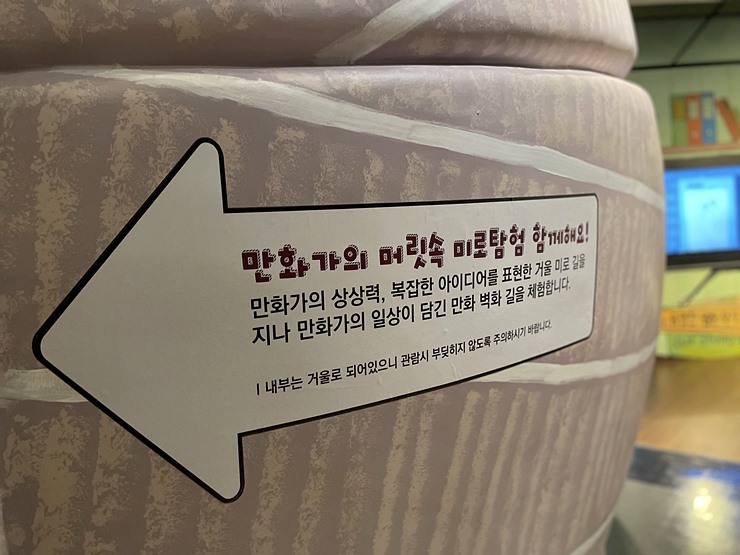 만화가의 머릿속 미로탐험 함께해요!
만화가의 상상력, 복잡한 아이디어를 표현한 거울 미로 길을
지나 만화가의 일상이 담긴 만화 벽화 길을 체험합니다.
| 내부는 거울로 되어있으니 관람시 부딪히지 않도록 주의하시기 바랍니다.